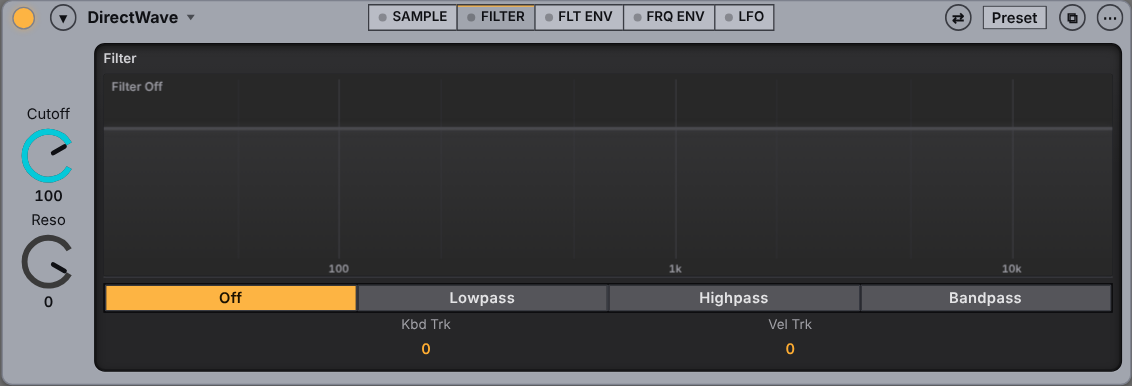 DirectWave
SAMPLE FILTER FLT ENV FRQ ENV LFO
Preset
Filter
Filter Off
Cutoff
100
Reso
0
100 1k 10k
Off Lowpass Highpass Bandpass
Kbd Trk Vel Trk
0 0